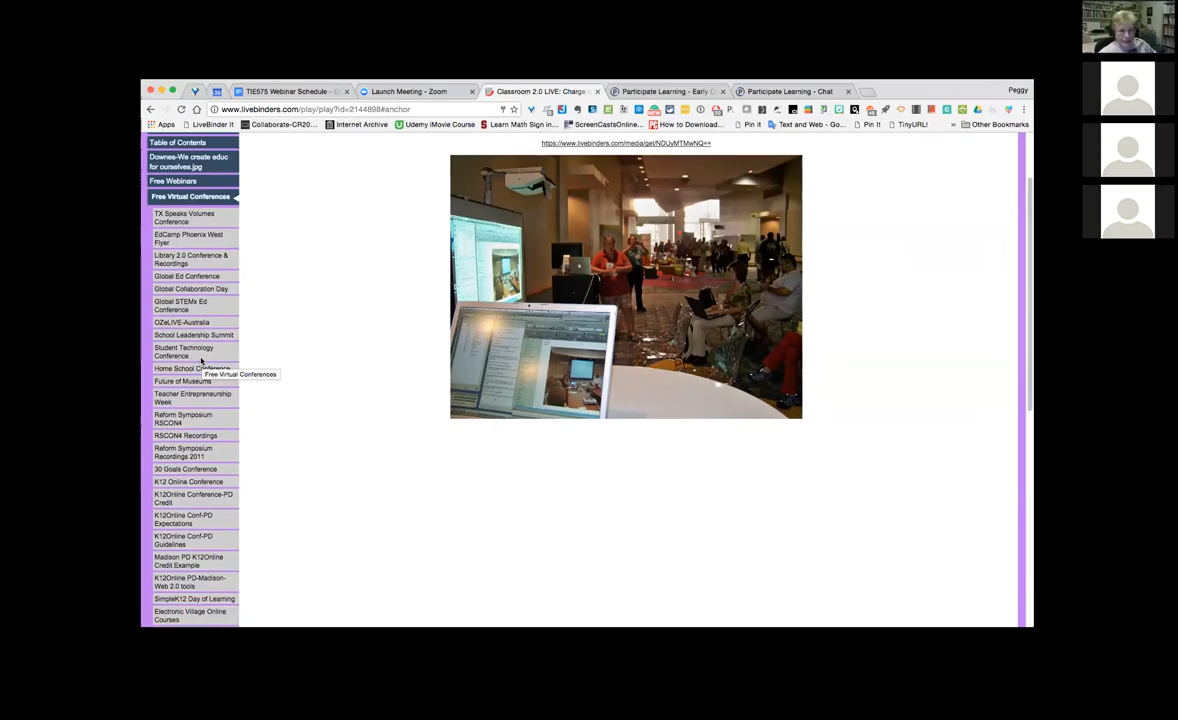 TIE575 Webinar Schedule - G
Launch Meeting - Zoom
Classroom 2.0 LIVE: Charge u
Participate Learning - Early C
Participate Learning - Chat
Peggy
www.livebinders.com/play/play?id=2144898#anchor
Apps
LiveBinder It
Collaborate-CR20...
Internet Archive
Udemy iMovie Course
Learn Math Sign in...
ScreenCastsOnline...
How to Download...
Pin it
Text and Web - Go...
Pin It
TinyURL!
»
Other Bookmarks
Table of Contents
Downes-We create educ
for ourselves.jpg
Free Webinars
Free Virtual Conferences
TX Speaks Volumes
Conference
EdCamp Phoenix West
Flyer
Library 2.0 Conference &
Recordings
Global Ed Conference
Global Collaboration Day
Global STEMx Ed
Conference
OZeLIVE-Australia
School Leadership Summit
Student Technology
Conference
Home School Conference
Free Virtual Conferences
Future of Museums
Teacher Entrepreneurship
Week
Reform Symposium
RSCON4
RSCON4 Recordings
Reform Symposium
Recordings 2011
30 Goals Conference
K12 Online Conference
K12Online Conference-PD
Credit
K12Online Conf-PD
Expectations
K12Online Conf-PD
Guidelines
Madison PD K12Online
Credit Example
K12Online PD-Madison-
Web 2.0 tools
SimpleK12 Day of Learning
Electronic Village Online
Courses
https://www.livebinders.com/media/get/NDUyMTMwNQ==